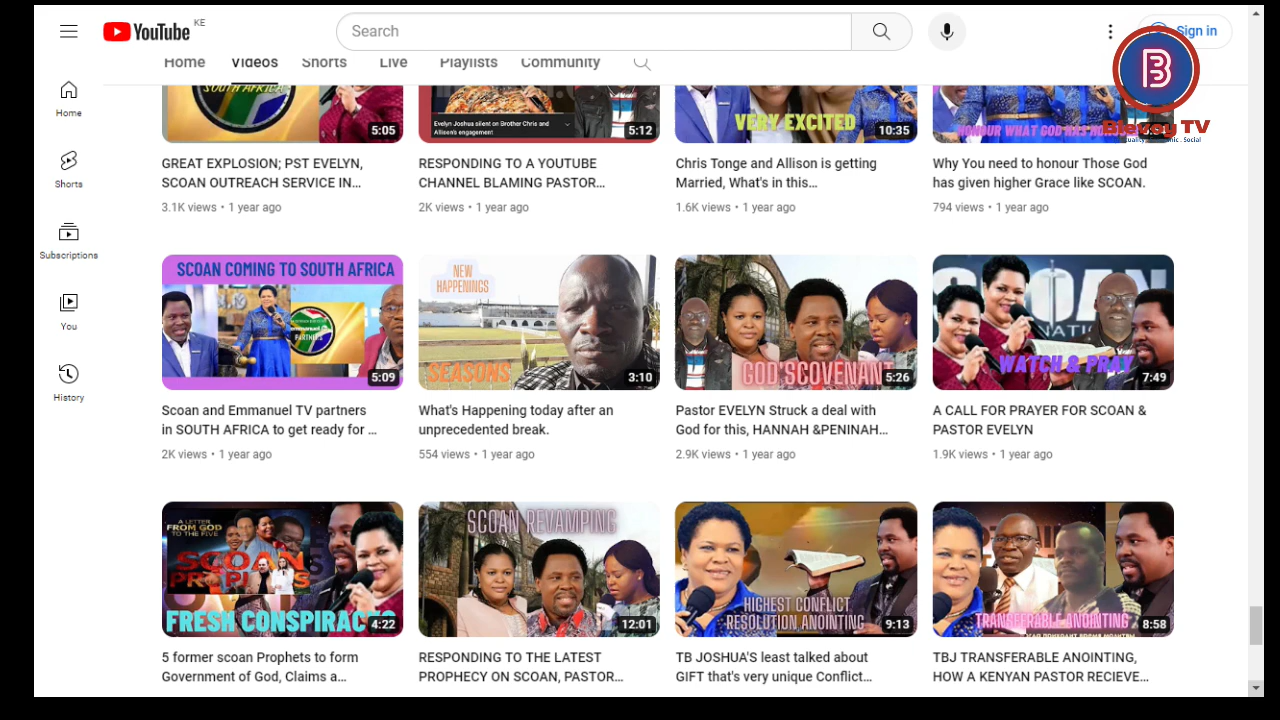 YouTube KE
Search
Sign in
Home Videos Shorts Live Playlists Community
Blevoy TV
Home
Shorts
Subscriptions
You
History
SOUTH AFRICA
5:05
Evelyn Joshua silent on Brother Chris and
Allison's engagement!
5:12
VERY EXCITED
10:35
HONOUR WHAT GOD HAS
GREAT EXPLOSION; PST EVELYN,
SCOAN OUTREACH SERVICE IN...
3.1K views • 1 year ago
RESPONDING TO A YOUTUBE
CHANNEL BLAMING PASTOR...
2K views • 1 year ago
Chris Tonge and Allison is getting
Married, What's in this...
1.6K views • 1 year ago
Why You need to honour Those God
has given higher Grace like SCOAN.
794 views • 1 year ago
SCOAN COMING TO SOUTH AFRICA
PARTNERS
5:09
NEW
HAPPENINGS
SEASONS
3:10
GOD'SCOVENANT
5:26
SCOAN
WATCH & PRAY
7:49
Scoan and Emmanuel TV partners
in SOUTH AFRICA to get ready for ...
2K views • 1 year ago
What's Happening today after an
unprecedented break.
554 views • 1 year ago
Pastor EVELYN Struck a deal with
God for this, HANNAH &PENINAH...
2.9K views • 1 year ago
A CALL FOR PRAYER FOR SCOAN &
PASTOR EVELYN
1.9K views • 1 year ago
A LETTER
FROM GOD
TO THE FIVE
SCOAN
FRESH CONSPIRAC
4:22
SCOAN REVAMPING
12:01
HIGHEST CONFLICT
RESOLUTION ANOINTING
9:13
TRANSFERABLE ANOINTING
8:58
5 former scoan Prophets to form
Government of God, Claims a...
RESPONDING TO THE LATEST
PROPHECY ON SCOAN, PASTOR...
TB JOSHUA'S least talked about
GIFT that's very unique Conflict...
TBJ TRANSFERABLE ANOINTING,
HOW A KENYAN PASTOR RECIEVE...